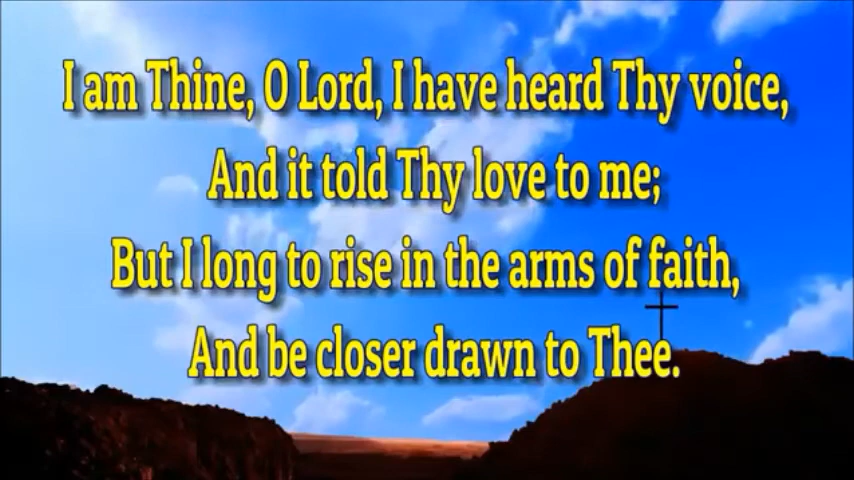 I am Thine, O Lord, I have heard Thy voice,
And it told Thy love to me;
But I long to rise in the arms of faith,
And be closer drawn to Thee.